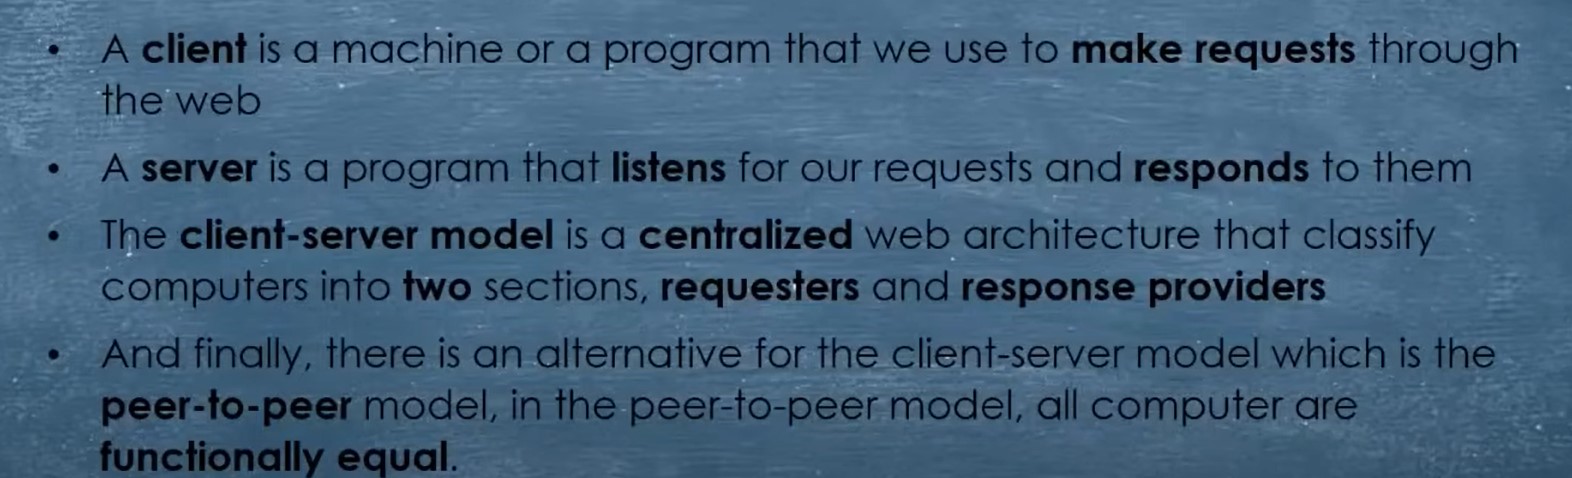 • A client is a machine or a program that we use to make requests through
the web
• A server is a program that listens for our requests and responds to them
• The client-server model is a centralized web architecture that classify
computers into two sections, requesters and response providers
• And finally, there is an alternative for the client-server model which is the
peer-to-peer model, in the peer-to-peer model, all computer are
functionally equal.